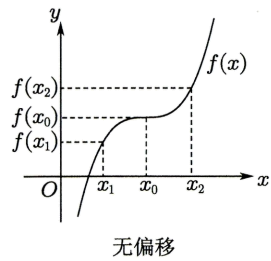 y
f(x)
f(x₂)
f(x₀)
f(x₁)
O x₁ x₀ x₂ x
无偏移